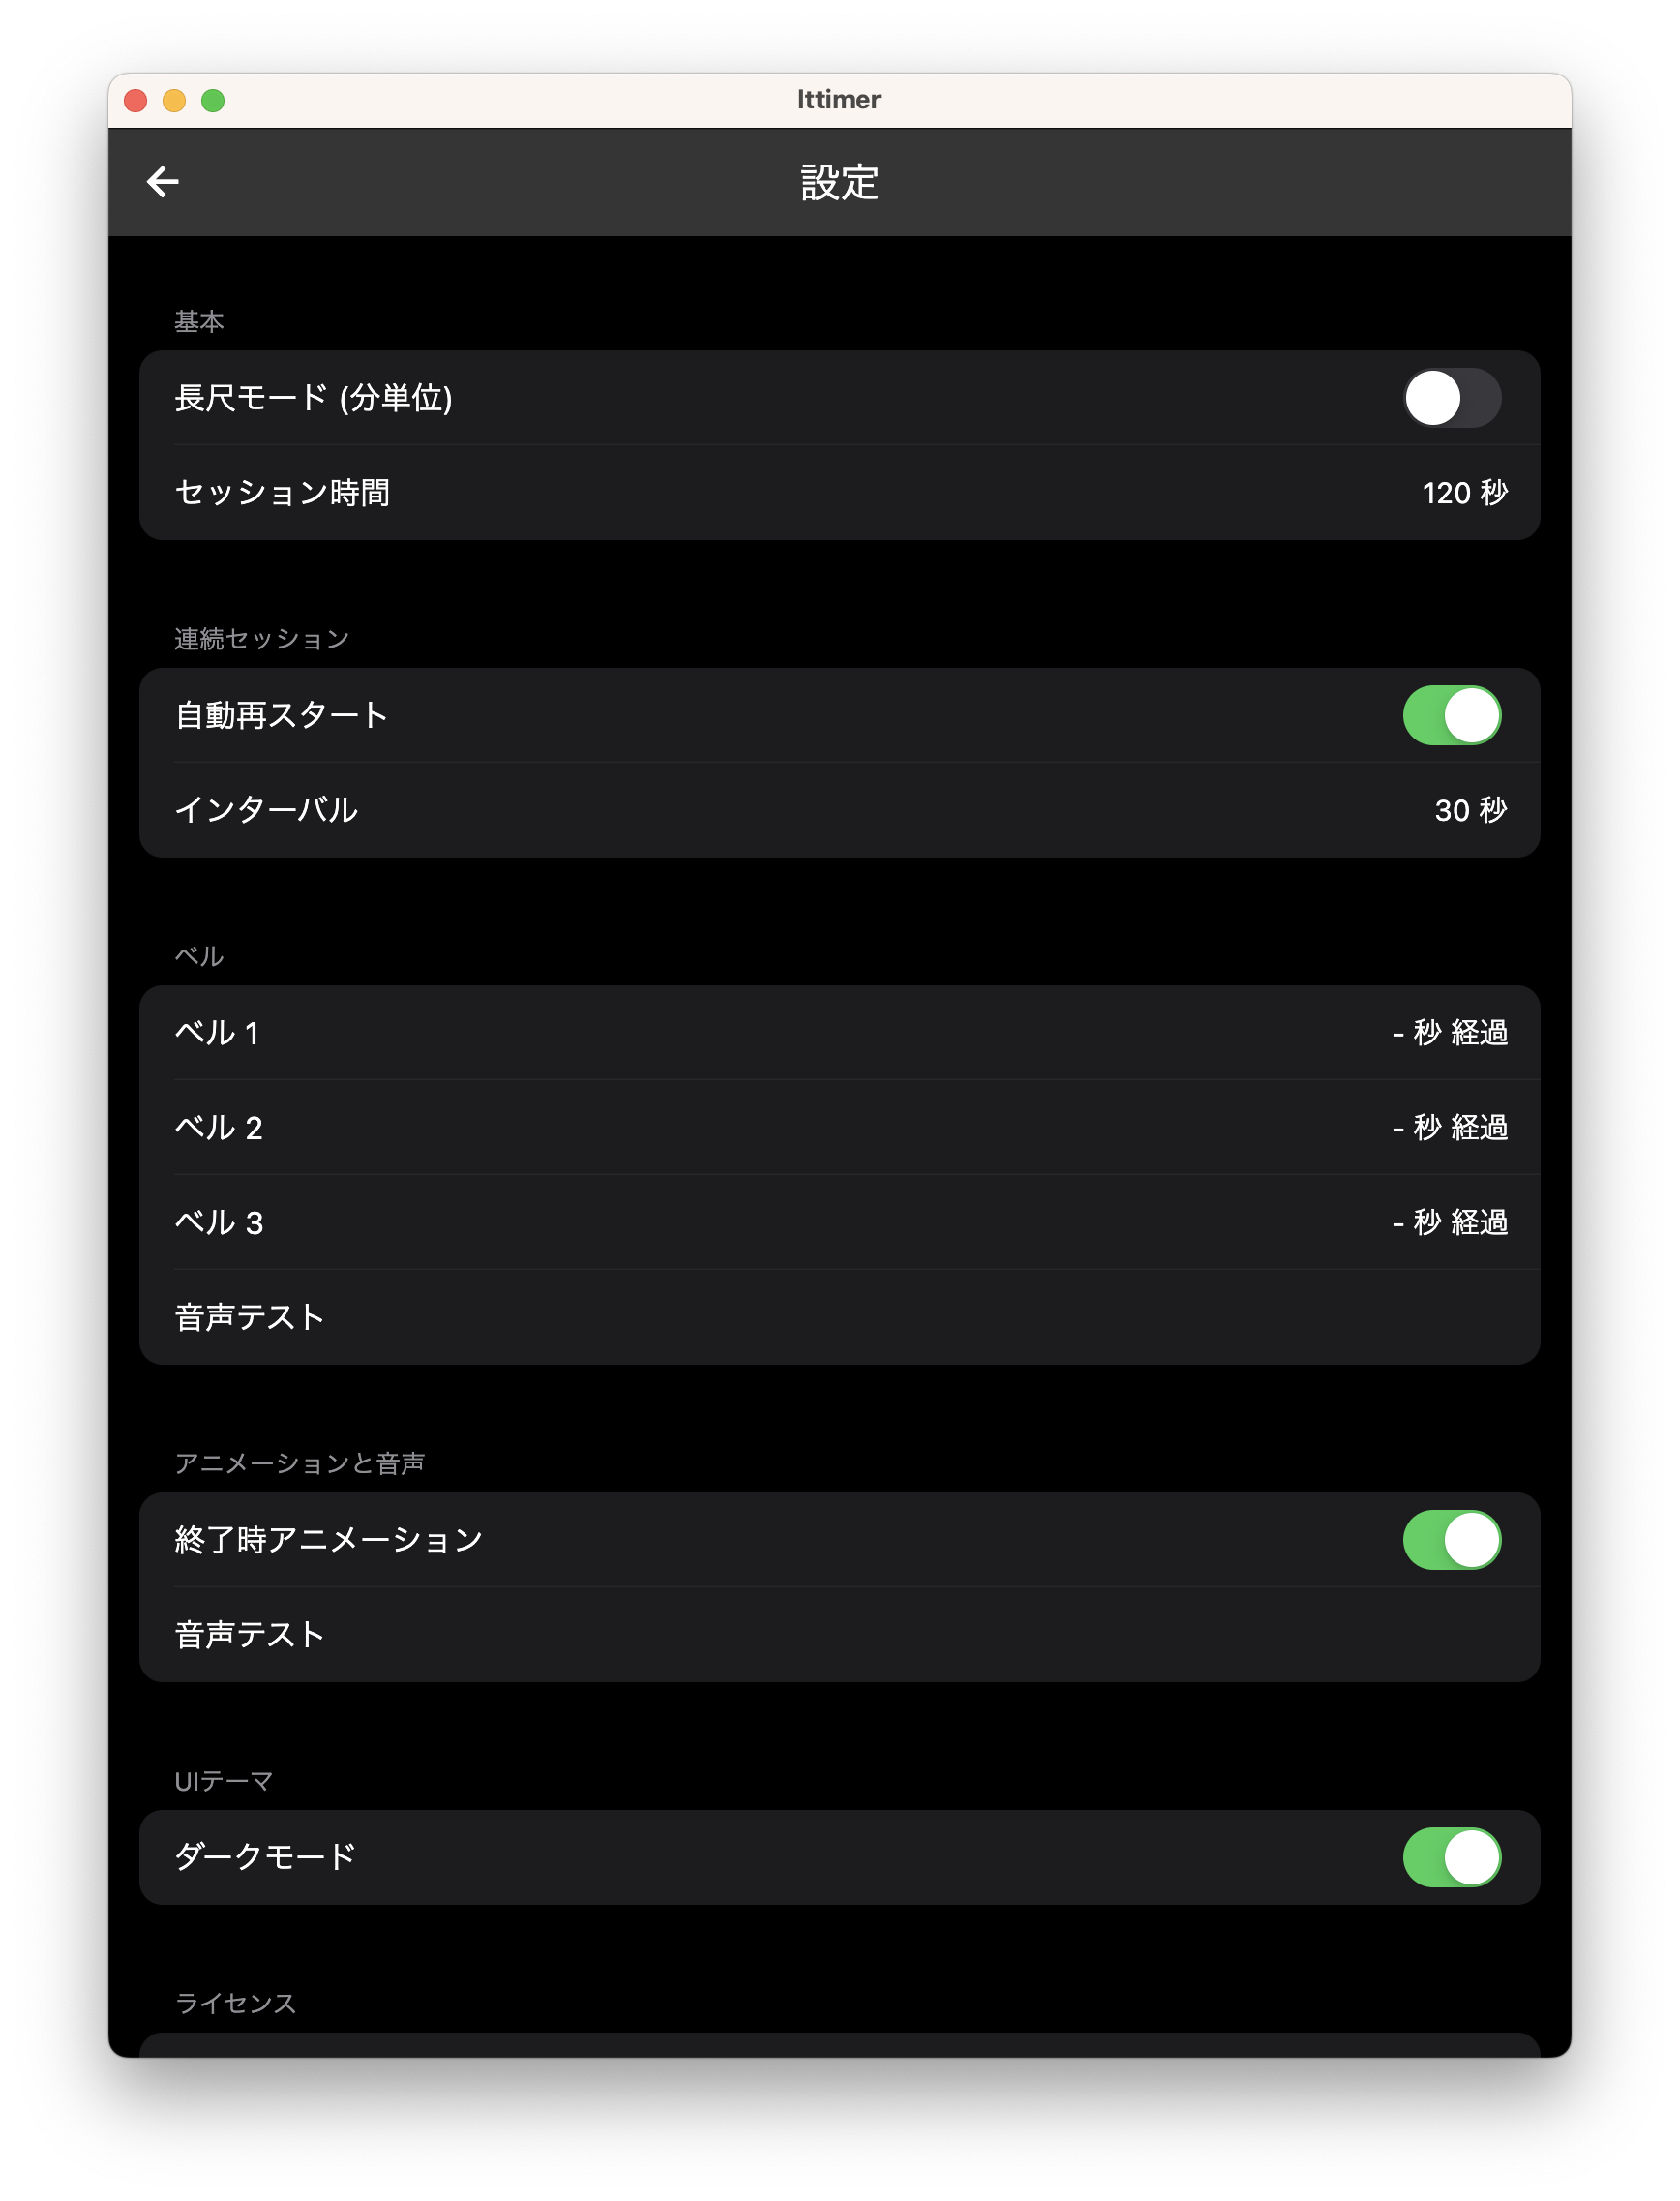 lttimer
設定
基本
長尺モード (分単位)
セッション時間 120 秒
連続セッション
自動再スタート
インターバル 30 秒
ベル
ベル 1 - 秒 経過
ベル 2 - 秒 経過
ベル 3 - 秒 経過
音声テスト
アニメーションと音声
終了時アニメーション
音声テスト
UIテーマ
ダークモード
ライセンス